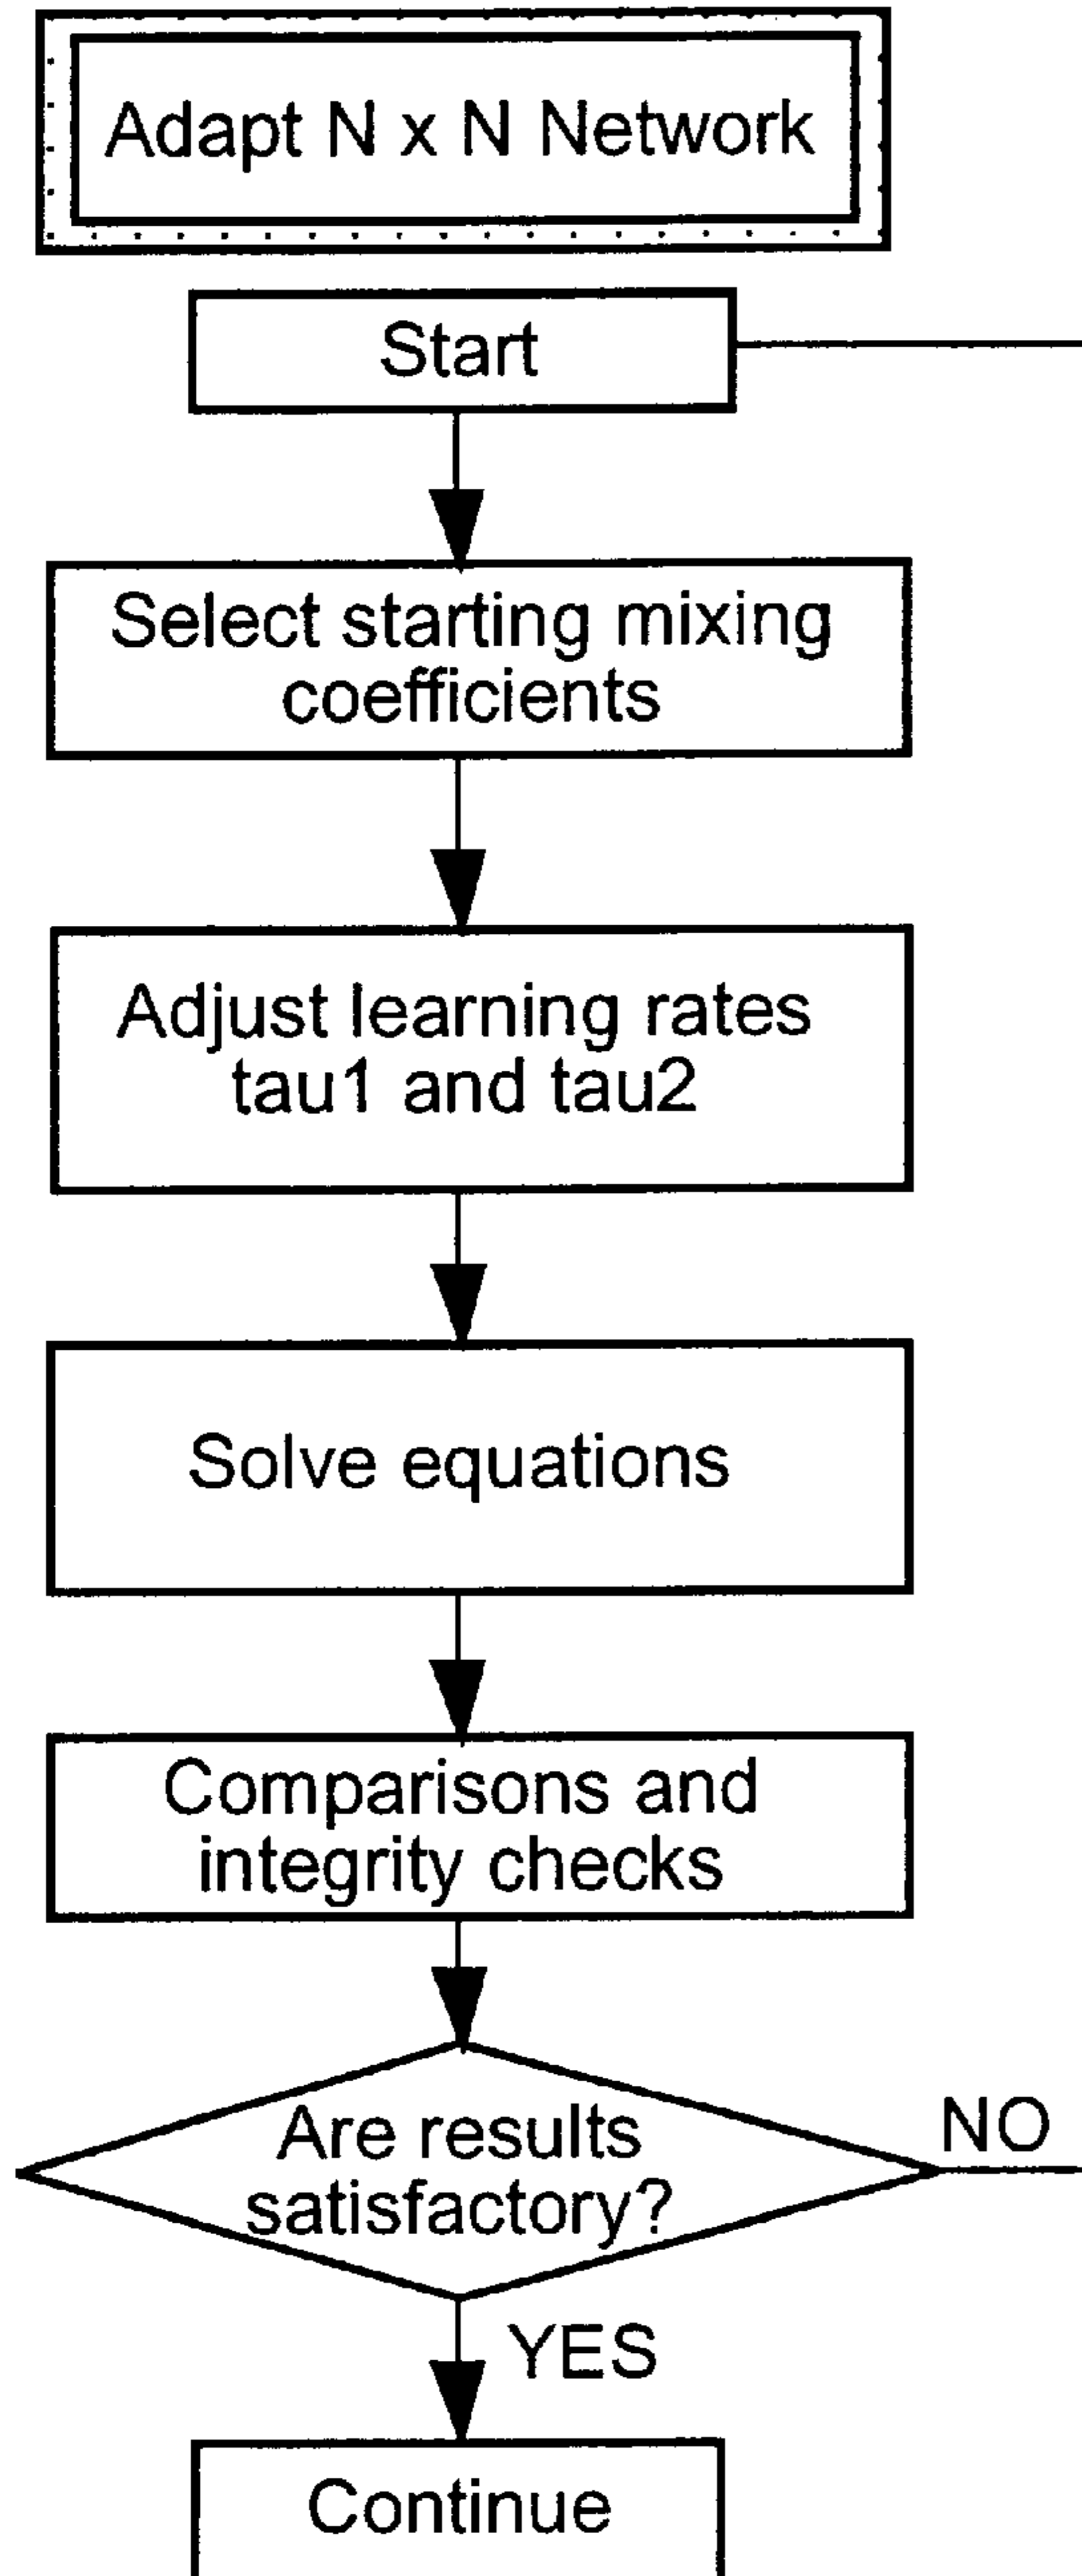 Adapt N x N Network
Start
Select starting mixing
coefficients
Adjust learning rates
tau1 and tau2
Solve equations
Comparisons and
integrity checks
Are results
satisfactory?
NO
YES
Continue